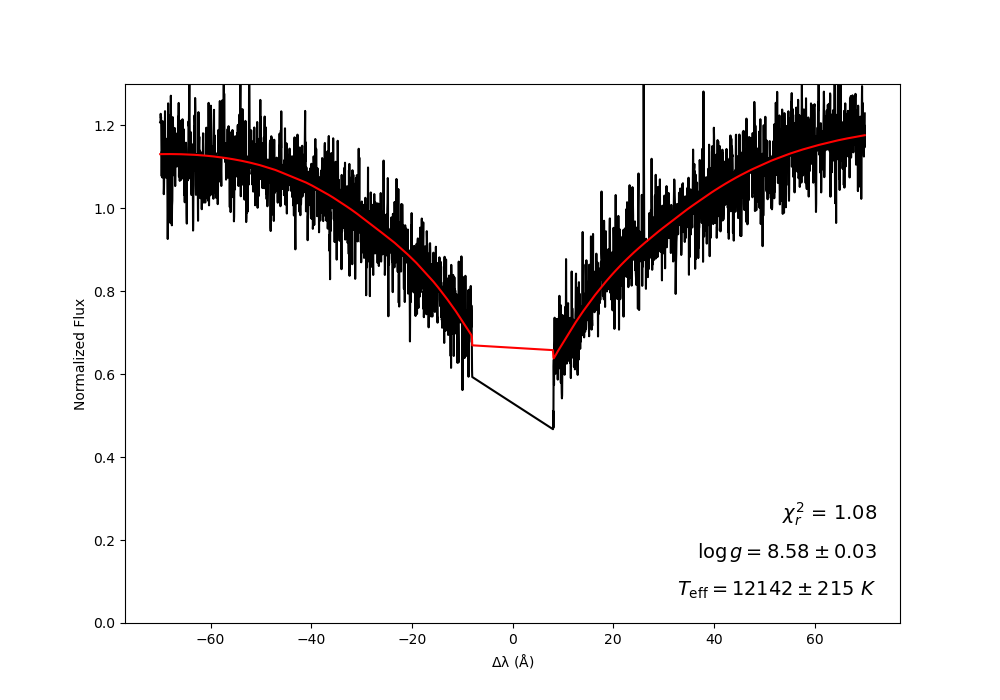 1.2
1.0
0.8
0.6
0.4
0.2
0.0
Normalized Flux
χ²ᵣ = 1.08
log g = 8.58 ± 0.03
T_eff = 12142 ± 215 K
−60 −40 −20 0 20 40 60
Δλ (Å)